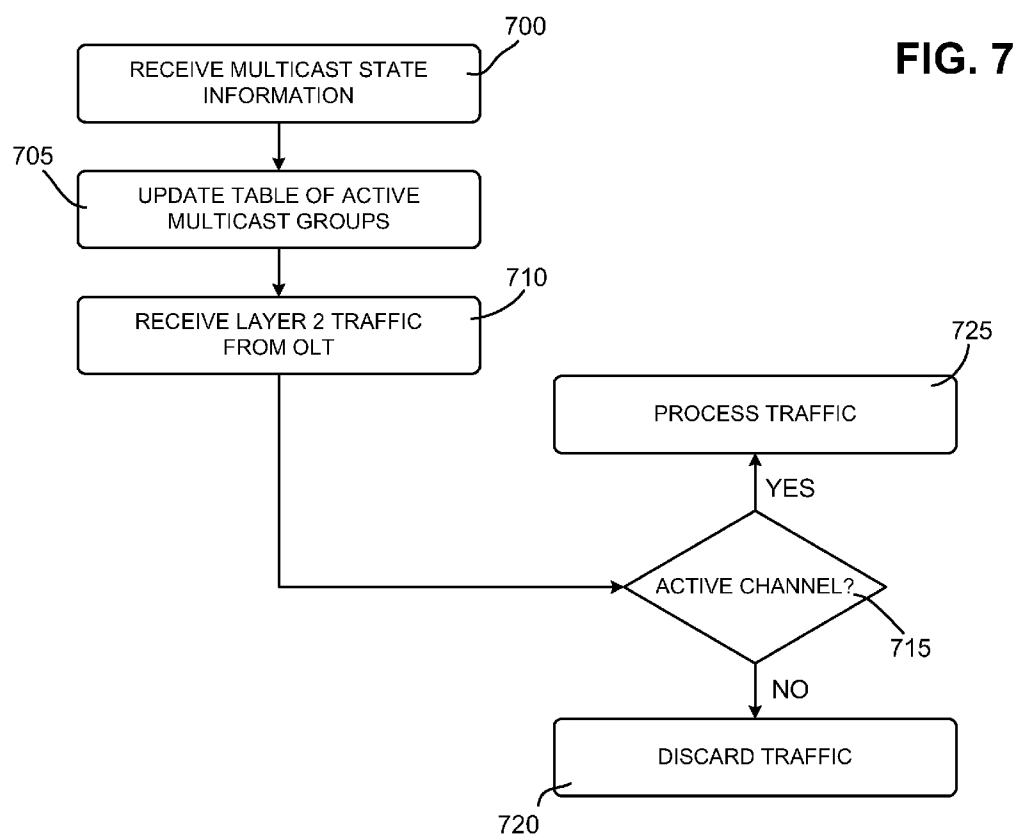 700
FIG. 7
RECEIVE MULTICAST STATE
INFORMATION
705
UPDATE TABLE OF ACTIVE
MULTICAST GROUPS
710
RECEIVE LAYER 2 TRAFFIC
FROM OLT
725
PROCESS TRAFFIC
YES
ACTIVE CHANNEL?
715
NO
DISCARD TRAFFIC
720